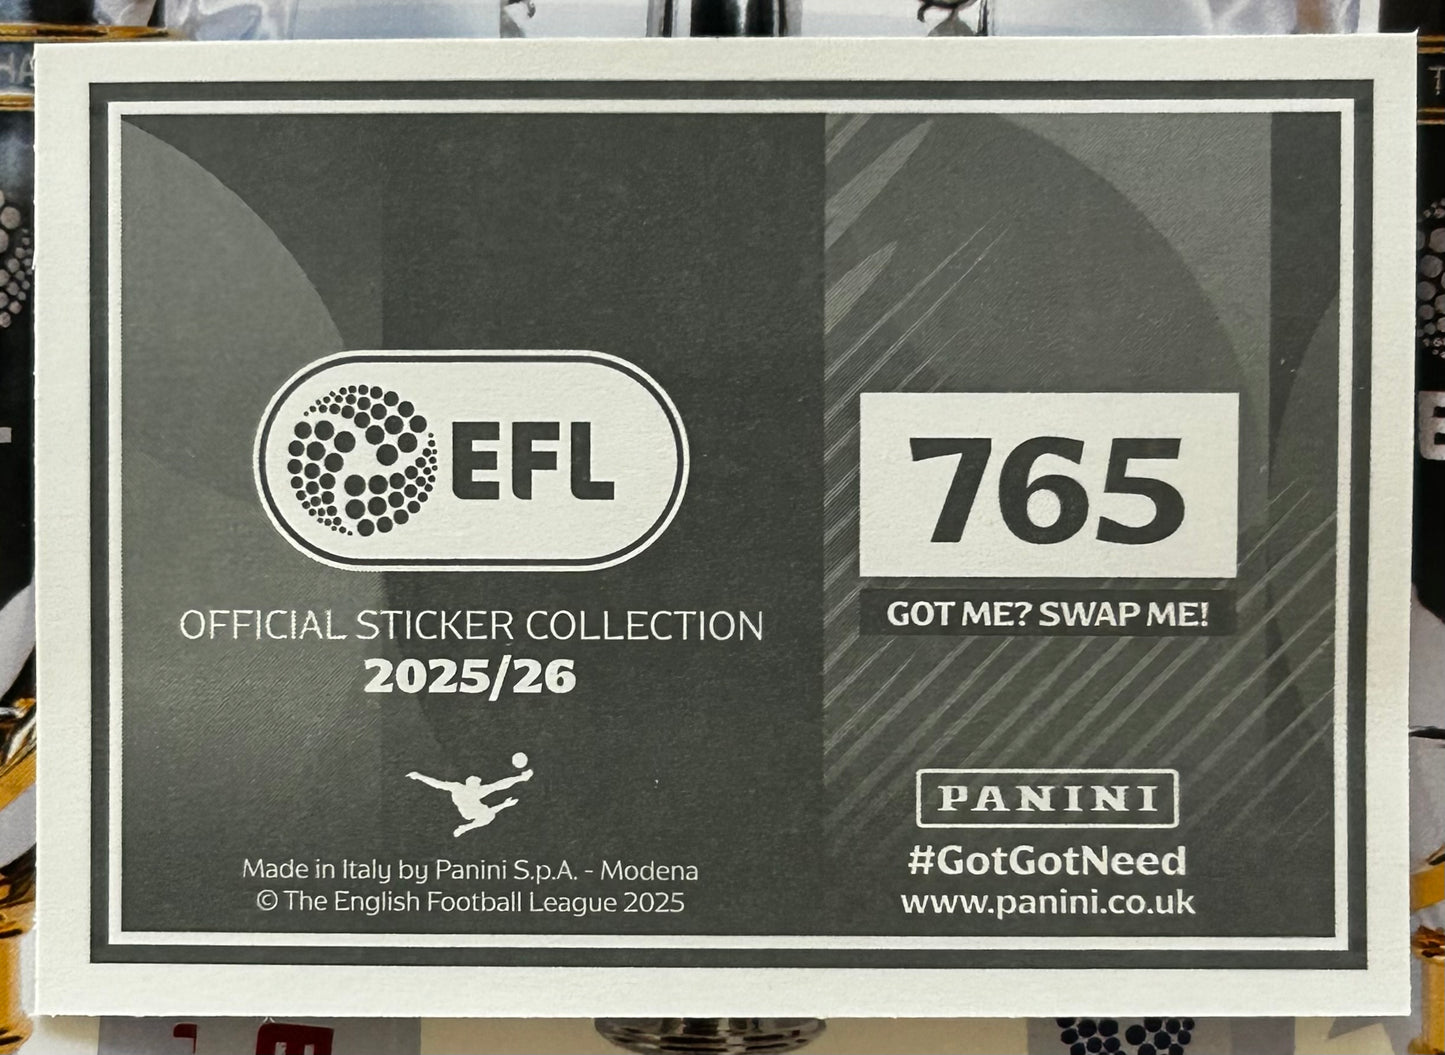 EFL
OFFICIAL STICKER COLLECTION
2025/26
Made in Italy by Panini S.p.A. - Modena
© The English Football League 2025
765
GOT ME? SWAP ME!
PANINI
#GotGotNeed
www.panini.co.uk